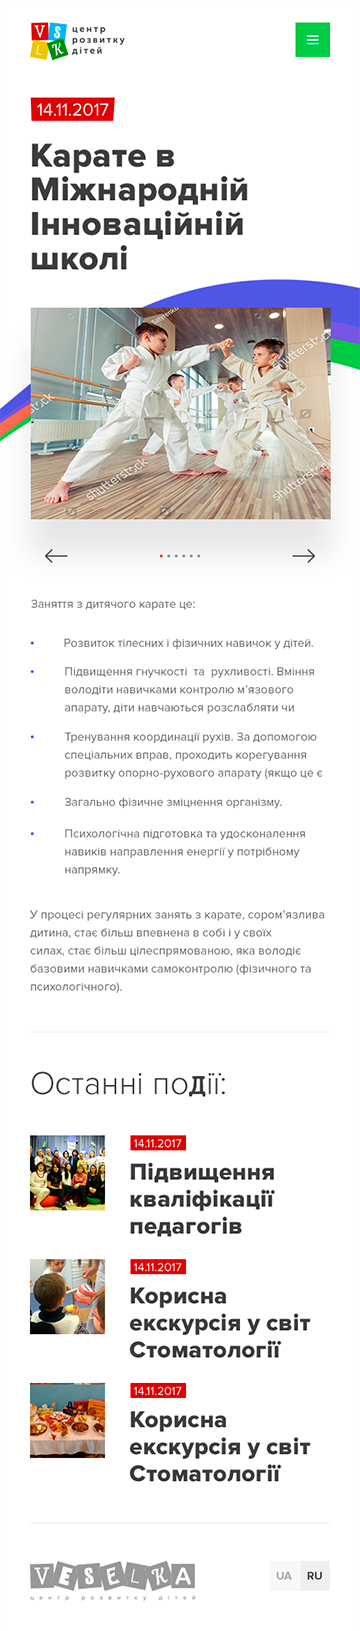 VSLK
центр
розвитку
дітей
14.11.2017
Карате в
Міжнародній
Інноваційній
школі
shutterstock
shutterstock
shutterstock
Заняття з дитячого карате це:
• Розвиток тілесних і фізичних навичок у дітей.
• Підвищення гнучкості та рухливості. Вміння
володіти навичками контролю м’язового
апарату, діти навчаються розслабляти чи
• Тренування координації рухів. За допомогою
спеціальних вправ, проходить корегування
розвитку опорно-рухового апарату (якщо це є
• Загально фізичне зміцнення організму.
• Психологічна підготовка та удосконалення
навиків направлення енергії у потрібному
напрямку.
У процесі регулярних занять з карате, сором’язлива
дитина, стає більш впевнена в собі і у своїх
силах, стає більш цілеспрямованою, яка володіє
базовими навичками самоконтролю (фізичного та
психологічного).
Останні події:
14.11.2017
Підвищення
кваліфікації
педагогів
14.11.2017
Корисна
екскурсія у світ
Стоматології
14.11.2017
Корисна
екскурсія у світ
Стоматології
VESELKA
центр розвитку дітей
UA RU